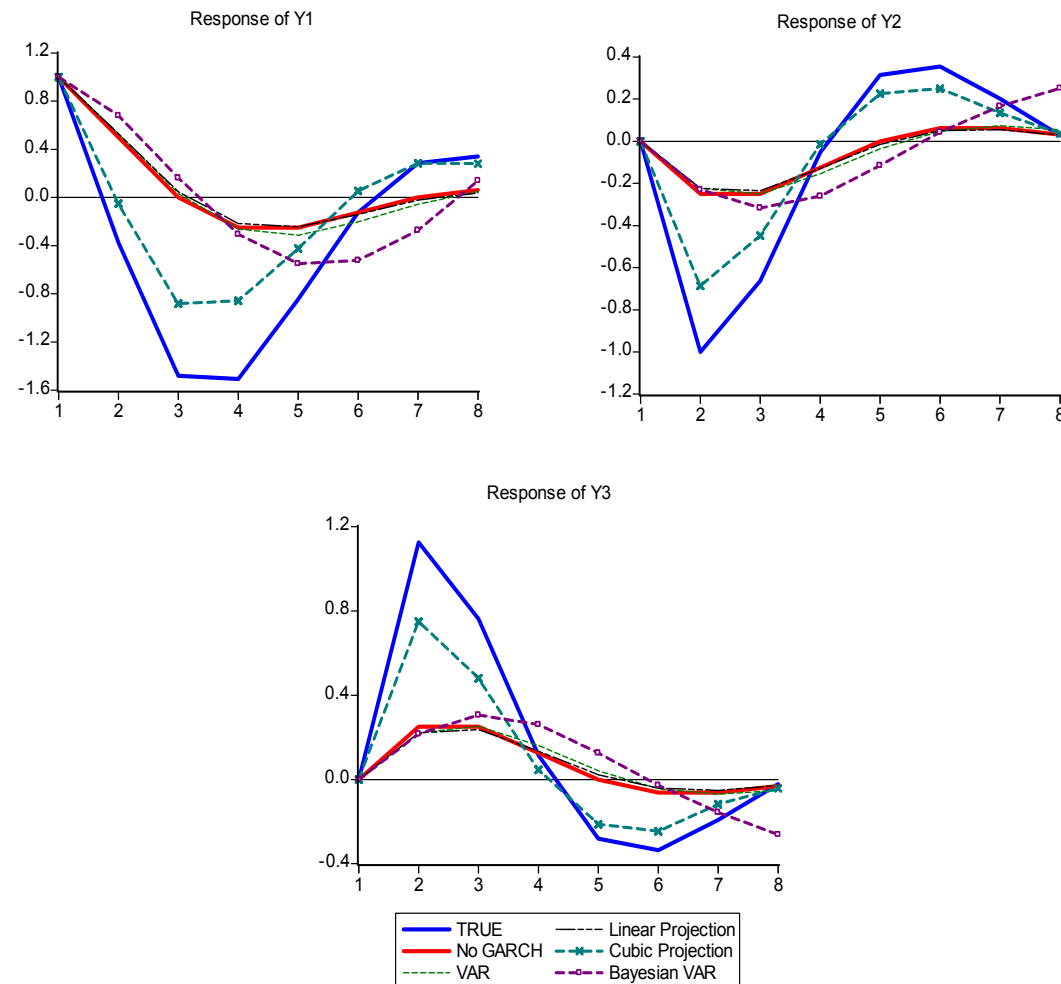 Response of Y1
1.2
0.8
0.4
0.0
-0.4
-0.8
-1.2
-1.6
1 2 3 4 5 6 7 8
Response of Y2
0.4
0.2
0.0
-0.2
-0.4
-0.6
-0.8
-1.0
-1.2
1 2 3 4 5 6 7 8
Response of Y3
1.2
0.8
0.4
0.0
-0.4
1 2 3 4 5 6 7 8
TRUE
No GARCH
VAR
Linear Projection
Cubic Projection
Bayesian VAR